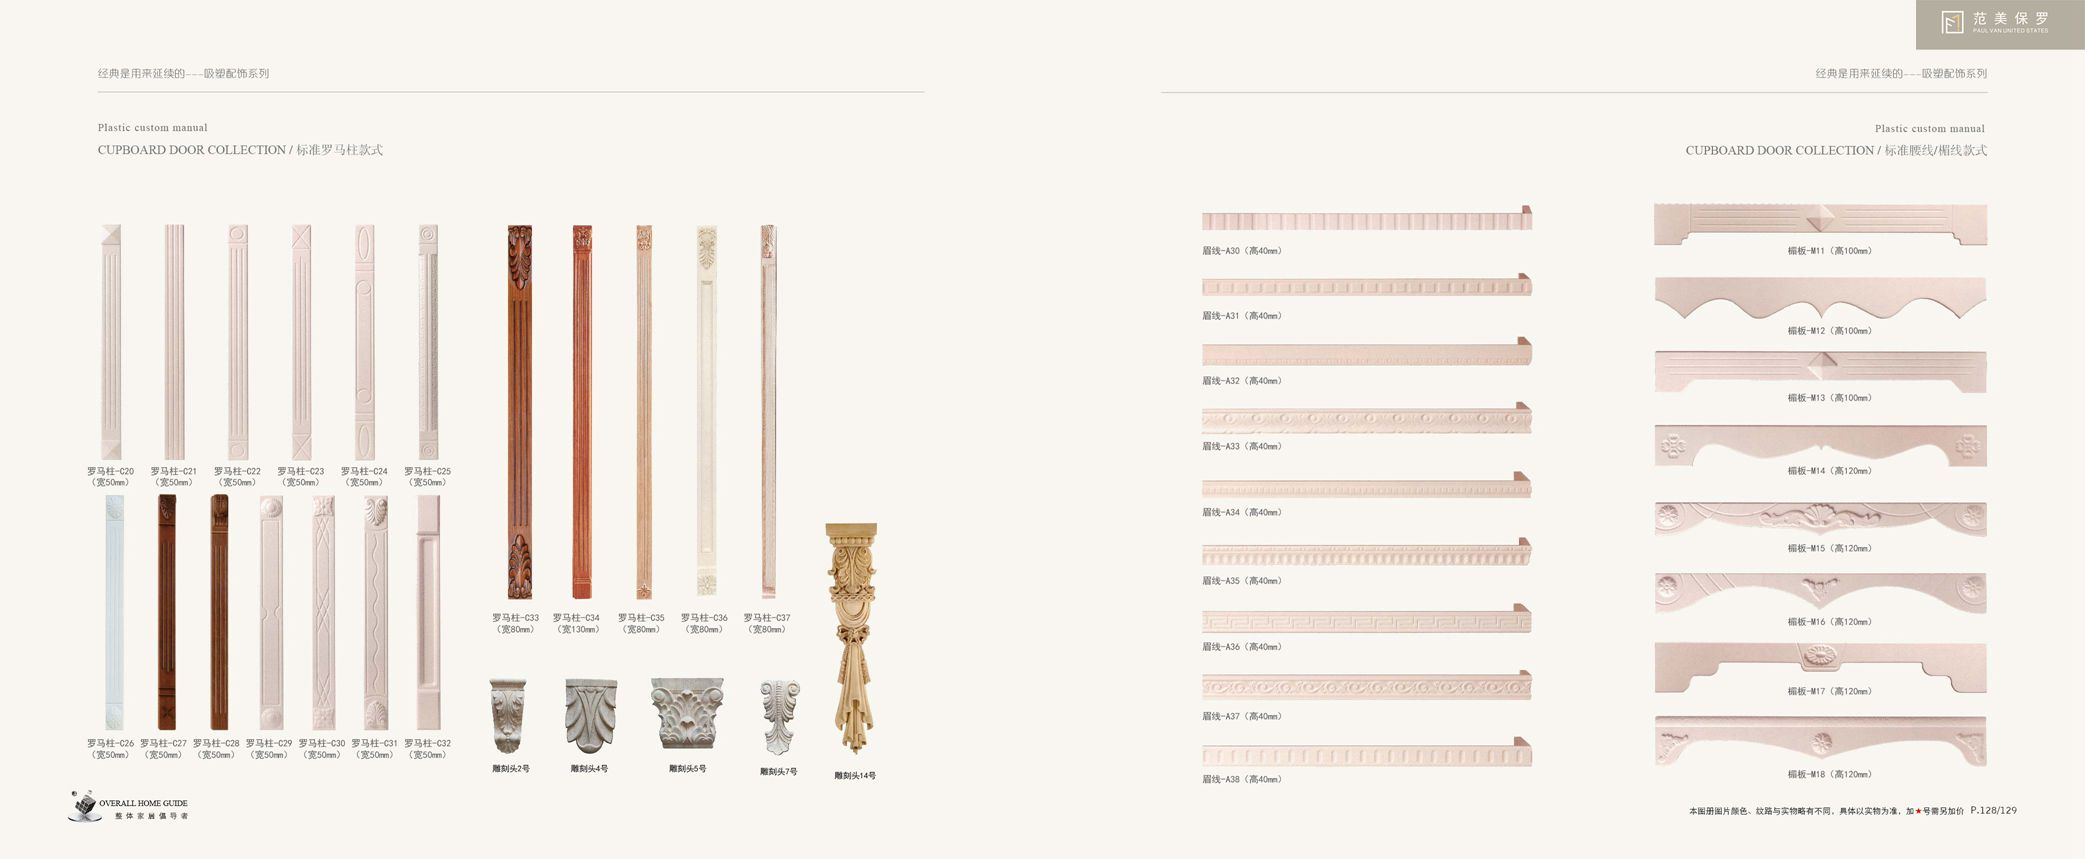 范美保罗
PAUL VAN UNITED STATES
经典是用来延续的---吸塑配饰系列
Plastic custom manual
CUPBOARD DOOR COLLECTION / 标准罗马柱款式
罗马柱-C20
（宽50mm）
罗马柱-C21
（宽50mm）
罗马柱-C22
（宽50mm）
罗马柱-C23
（宽50mm）
罗马柱-C24
（宽50mm）
罗马柱-C25
（宽50mm）
罗马柱-C26
（宽50mm）
罗马柱-C27
（宽50mm）
罗马柱-C28
（宽50mm）
罗马柱-C29
（宽50mm）
罗马柱-C30
（宽50mm）
罗马柱-C31
（宽50mm）
罗马柱-C32
（宽50mm）
罗马柱-C33
（宽80mm）
罗马柱-C34
（宽130mm）
罗马柱-C35
（宽80mm）
罗马柱-C36
（宽80mm）
罗马柱-C37
（宽80mm）
雕刻头2号
雕刻头4号
雕刻头5号
雕刻头7号
雕刻头14号
OVERALL HOME GUIDE
整体家居倡导者
经典是用来延续的---吸塑配饰系列
Plastic custom manual
CUPBOARD DOOR COLLECTION / 标准腰线/楣线款式
眉线-A30（高40mm）
眉线-A31（高40mm）
眉线-A32（高40mm）
眉线-A33（高40mm）
眉线-A34（高40mm）
眉线-A35（高40mm）
眉线-A36（高40mm）
眉线-A37（高40mm）
眉线-A38（高40mm）
楣板-M11（高100mm）
楣板-M12（高100mm）
楣板-M13（高100mm）
楣板-M14（高120mm）
楣板-M15（高120mm）
楣板-M16（高120mm）
楣板-M17（高120mm）
楣板-M18（高120mm）
本图册图片颜色、纹路与实物略有不同，具体以实物为准，加★号需另加价 P.128/129